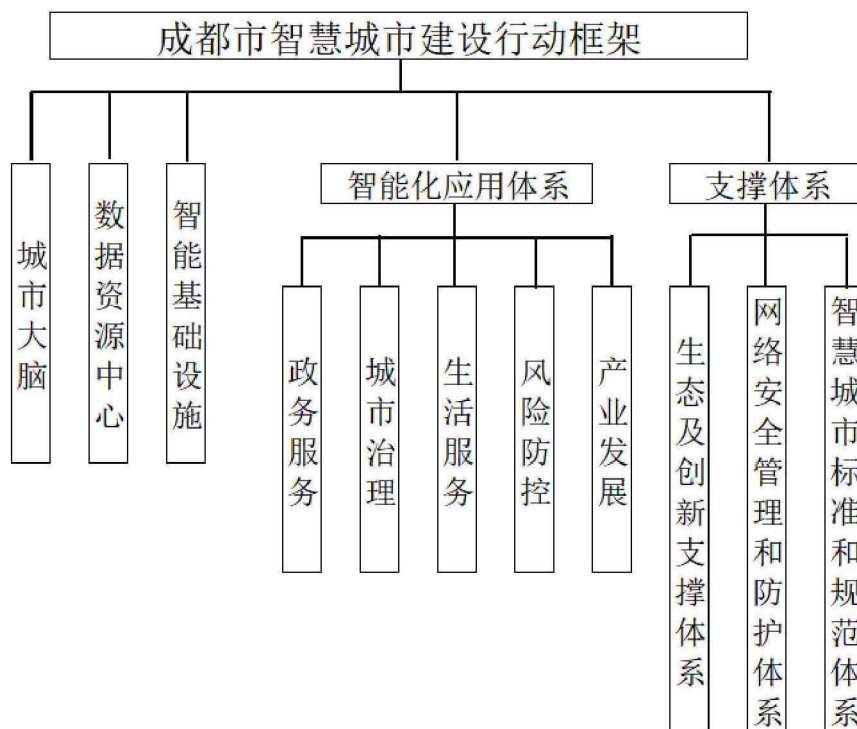 成都市智慧城市建设行动框架
城市大脑
数据资源中心
智能基础设施
智能化应用体系
政务服务
城市治理
生活服务
风险防控
产业发展
支撑体系
生态及创新支撑体系
网络安全管理和防护体系
智慧城市标准和规范体系